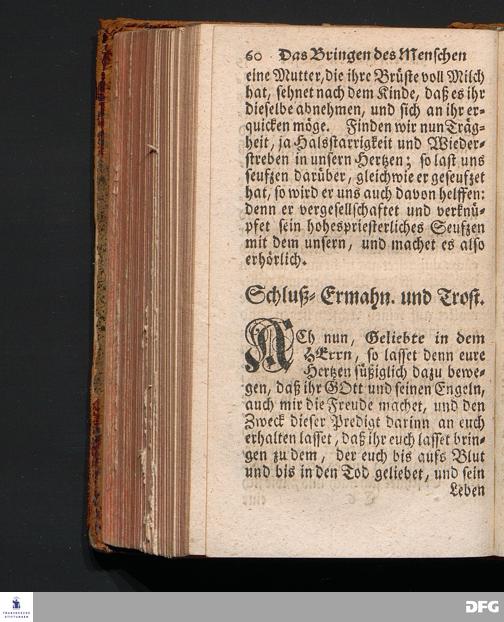 60 Das Bringen des Menschen
eine Mutter, die ihre Brüste voll Milch
hat, sehnet nach dem Kinde, daß es ihr
dieselbe abnehmen, und sich an ihr er-
quicken möge. Finden wir nun Träg-
heit, ja Halsstarrigkeit und Wieder-
streben in unsern Hertzen; so last uns
seufzen darüber, gleichwie er geseufzet
hat, so wird er uns auch davon helffen:
denn er vergesellschaftet und verknü-
pfet sein hohespriesterliches Seufzen
mit dem unsern, und machet es also
erhörlich.
Schluß-Ermahn. und Trost.
ACh nun, Geliebte in dem
HErrn, so lasset denn eure
Hertzen süßiglich dazu bewe-
gen, daß ihr GOtt und seinen Engeln,
auch mir die Freude machet, und den
Zweck dieser Predigt darinn an euch
erhalten lasset, daß ihr euch lasset brin-
gen zu dem, der euch bis aufs Blut
und bis in den Tod geliebet, und sein
Leben
FRANCKESCHE
STIFTUNGEN
DFG